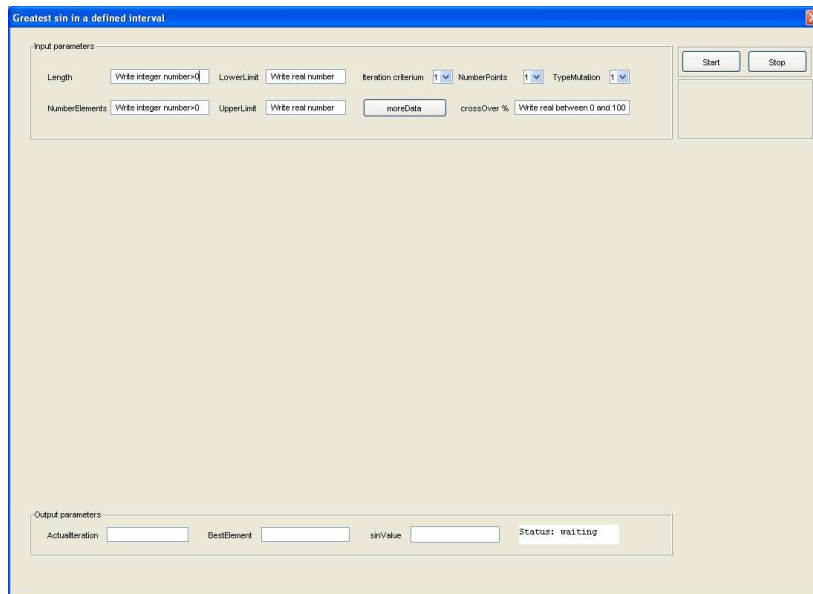 Greatest sin in a defined interval
Input parameters
Length Write integer number>0 LowerLimit Write real number Iteration criterium 1 NumberPoints 1 TypeMutation 1
NumberElements Write integer number>0 UpperLimit Write real number moreData crossOver % Write real between 0 and 100
Start Stop
Output parameters
ActualIteration BestElement sinValue Status: waiting